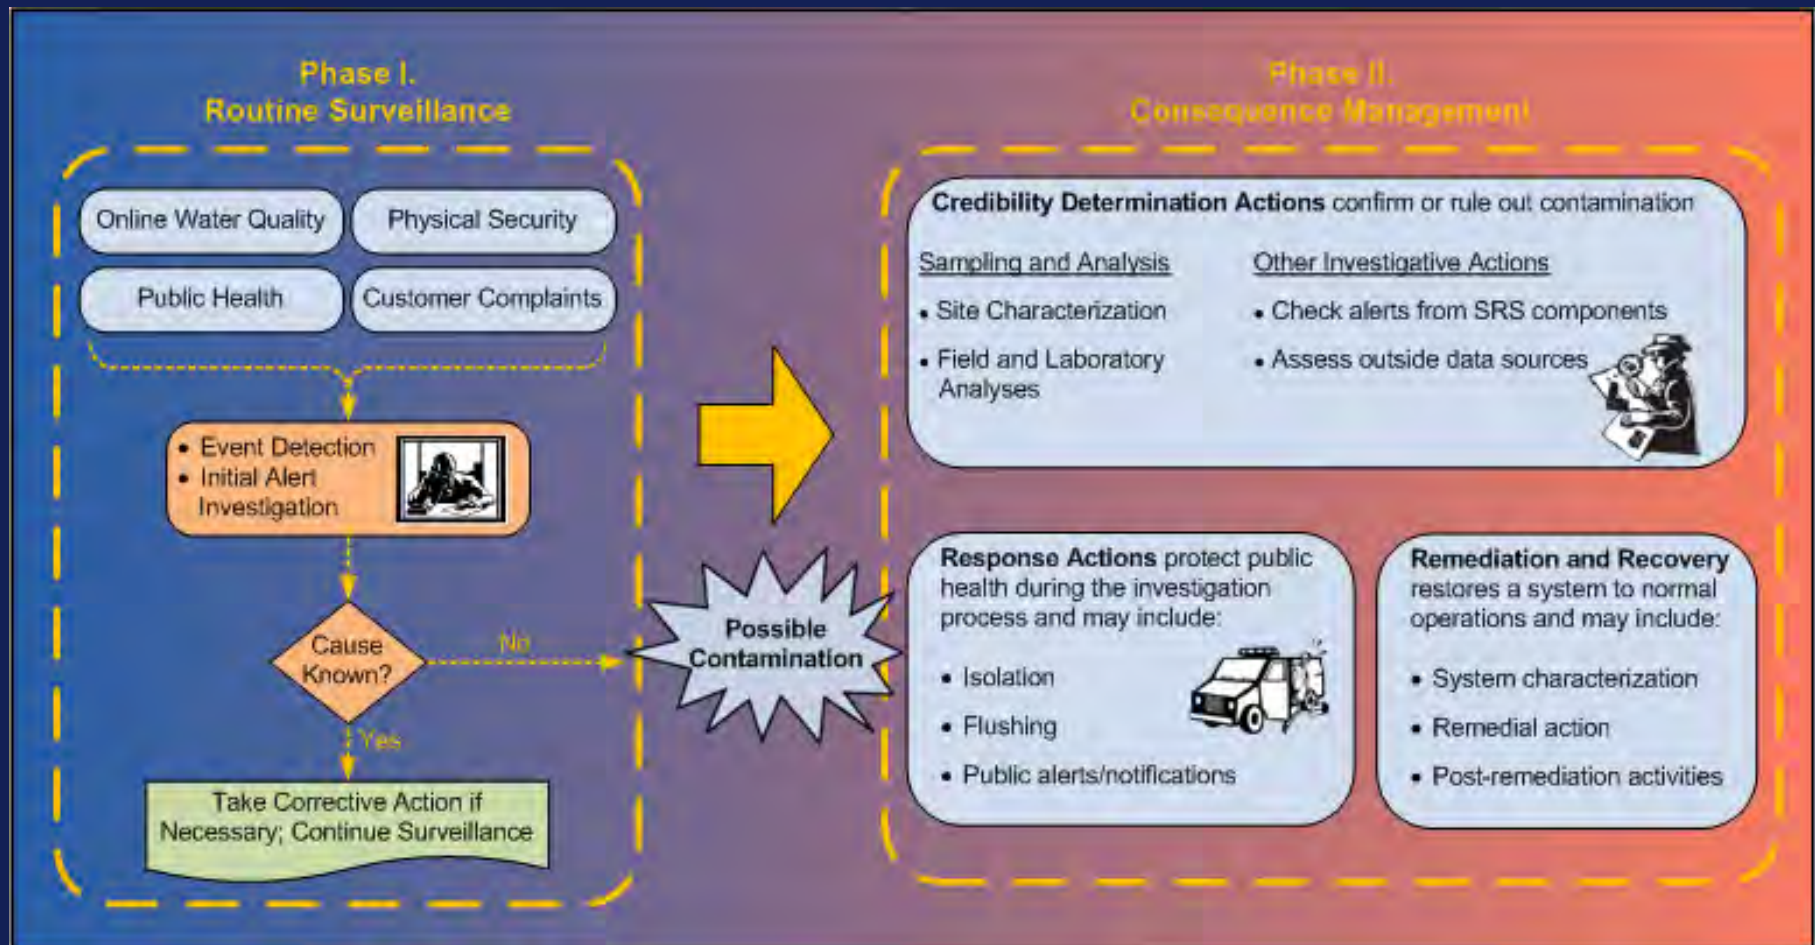 Phase I.
Routine Surveillance
Online Water Quality
Physical Security
Public Health
Customer Complaints
• Event Detection
• Initial Alert
Investigation
Cause
Known?
No
Yes
Take Corrective Action if
Necessary; Continue Surveillance
Possible
Contamination
Phase II.
Consequence Management
Credibility Determination Actions confirm or rule out contamination
Sampling and Analysis
• Site Characterization
• Field and Laboratory
Analyses
Other Investigative Actions
• Check alerts from SRS components
• Assess outside data sources
Response Actions protect public
health during the investigation
process and may include:
• Isolation
• Flushing
• Public alerts/notifications
Remediation and Recovery
restores a system to normal
operations and may include:
• System characterization
• Remedial action
• Post-remediation activities